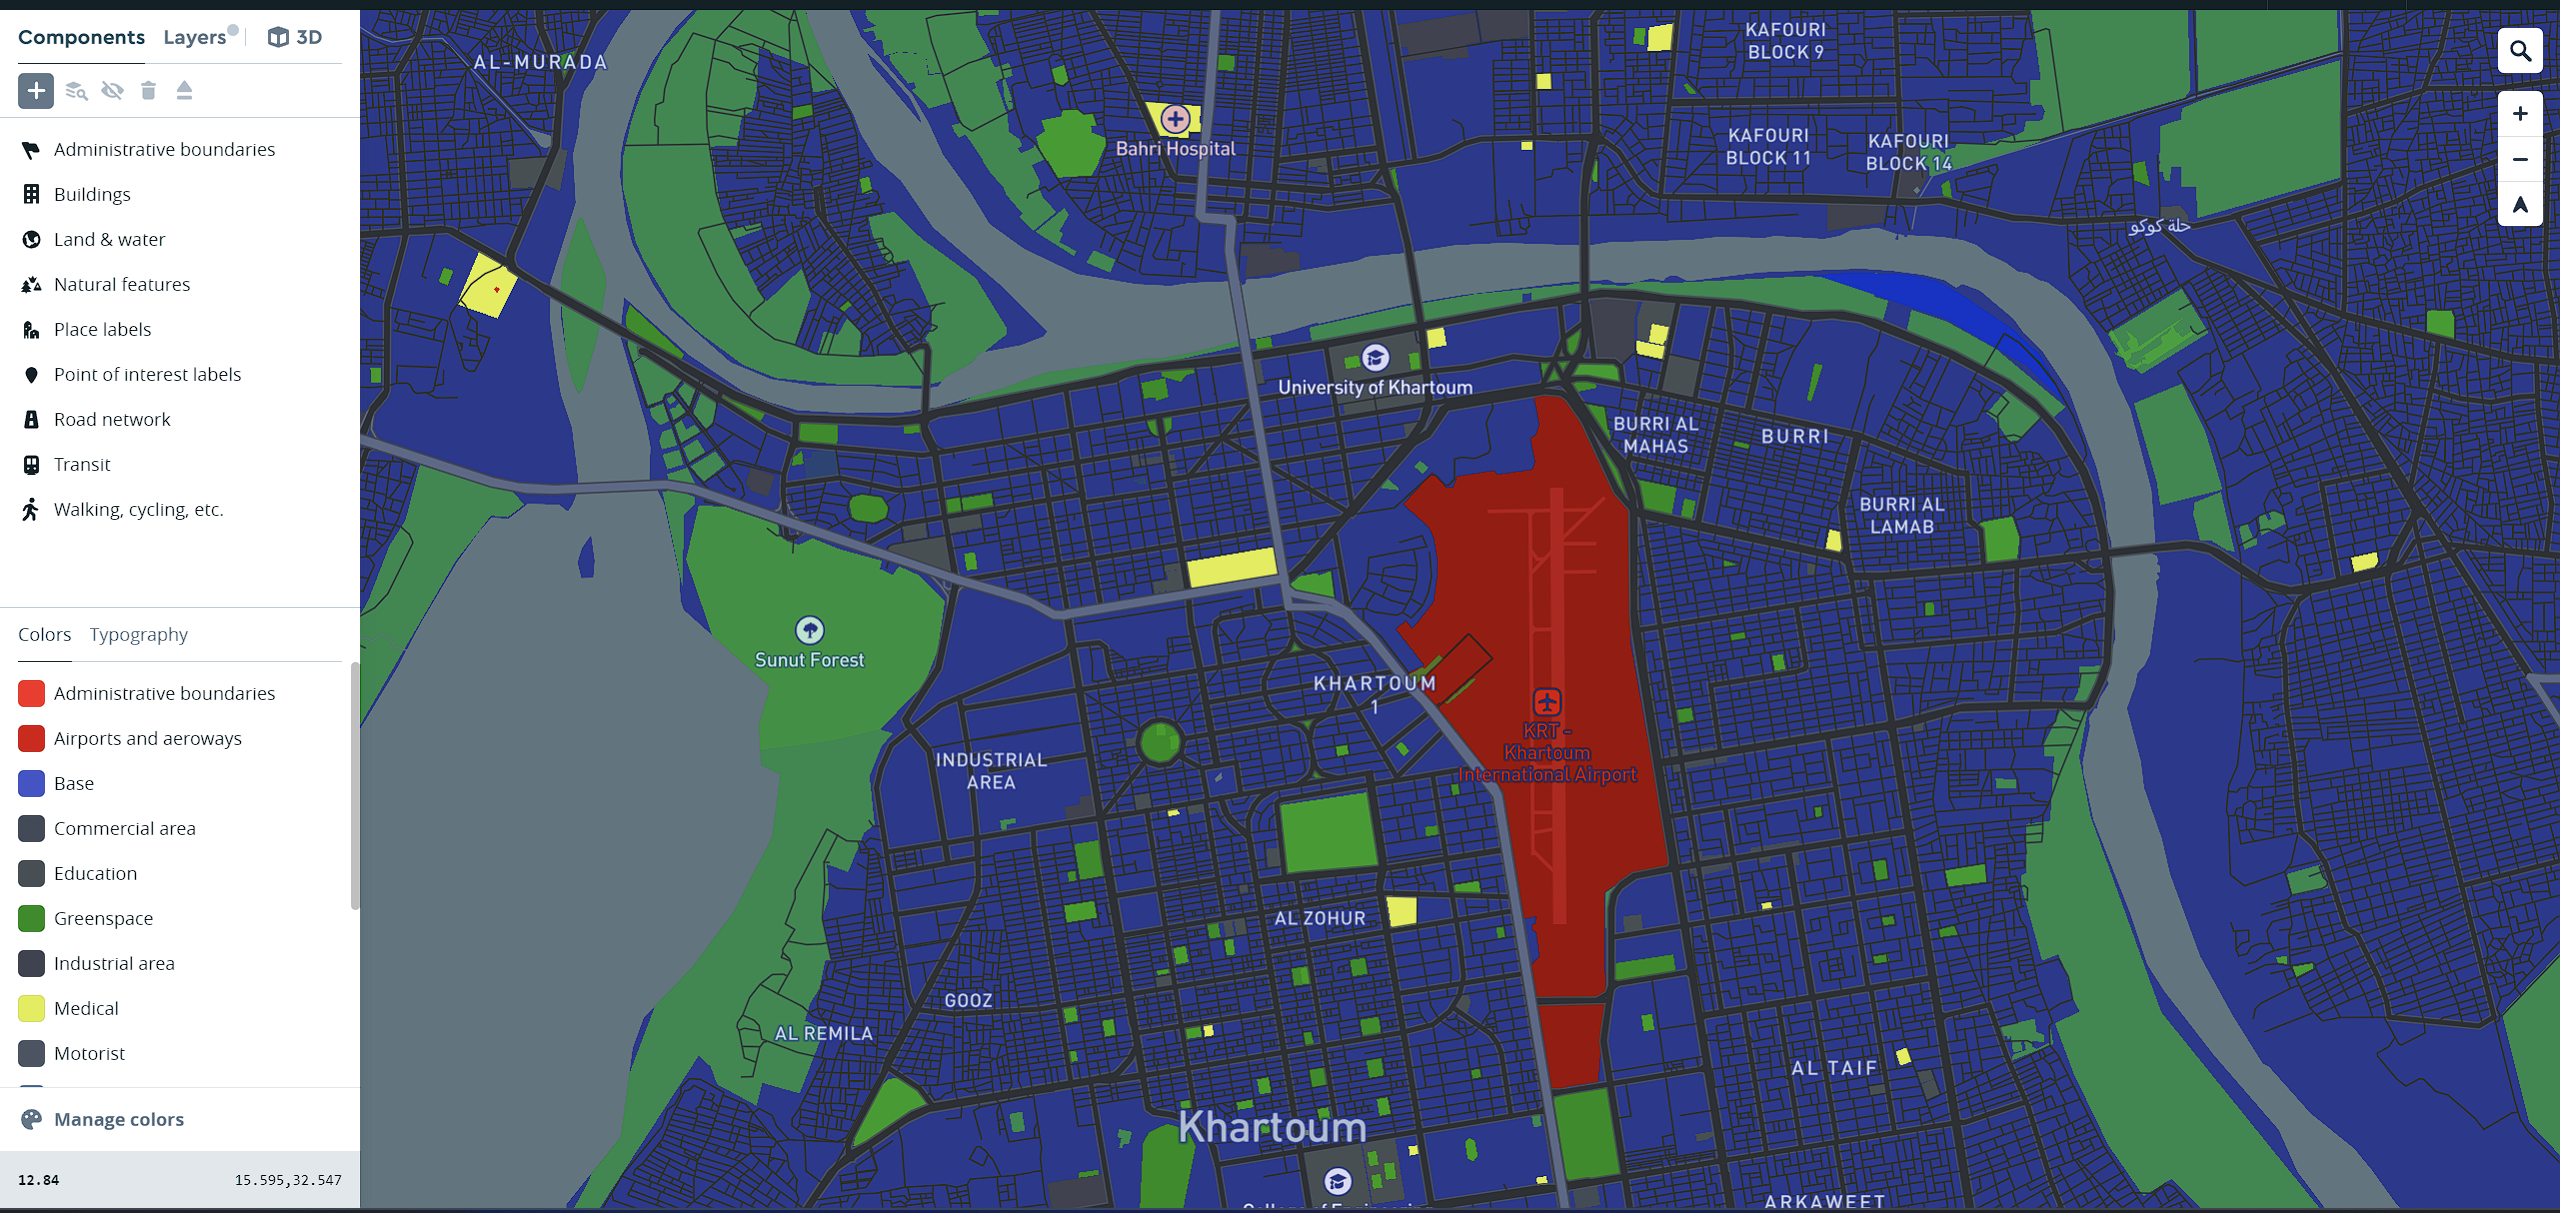 Components
Layers
3D
Administrative boundaries
Buildings
Land & water
Natural features
Place labels
Point of interest labels
Road network
Transit
Walking, cycling, etc.
Colors
Typography
Administrative boundaries
Airports and aeroways
Base
Commercial area
Education
Greenspace
Industrial area
Medical
Motorist
Manage colors
12.84
15.595,32.547
AL-MURADA
KAFOURI
BLOCK 9
Bahri Hospital
KAFOURI
BLOCK 11
KAFOURI
BLOCK 14
حلة كوكو
University of Khartoum
BURRI AL
MAHAS
BURRI
BURRI AL
LAMAB
Sunut Forest
KHARTOUM
1
KRT -
Khartoum
International Airport
INDUSTRIAL
AREA
AL ZOHUR
GOOZ
AL REMILA
AL TAIF
Khartoum
College of Engineering
ARKAWEET